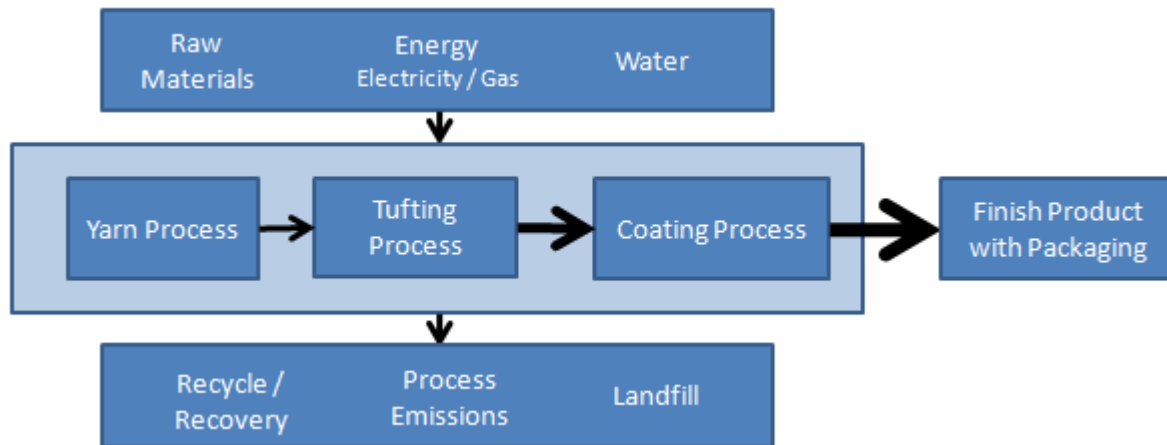 Raw
Materials
Energy
Electricity / Gas
Water
Yarn Process
Tufting
Process
Coating Process
Finish Product
with Packaging
Recycle /
Recovery
Process
Emissions
Landfill